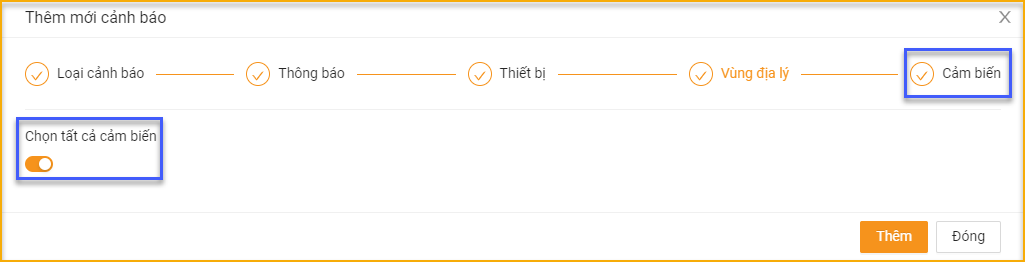 Thêm mới cảnh báo
Loại cảnh báo Thông báo Thiết bị Vùng địa lý Cảm biến
Chọn tất cả cảm biến
Thêm Đóng